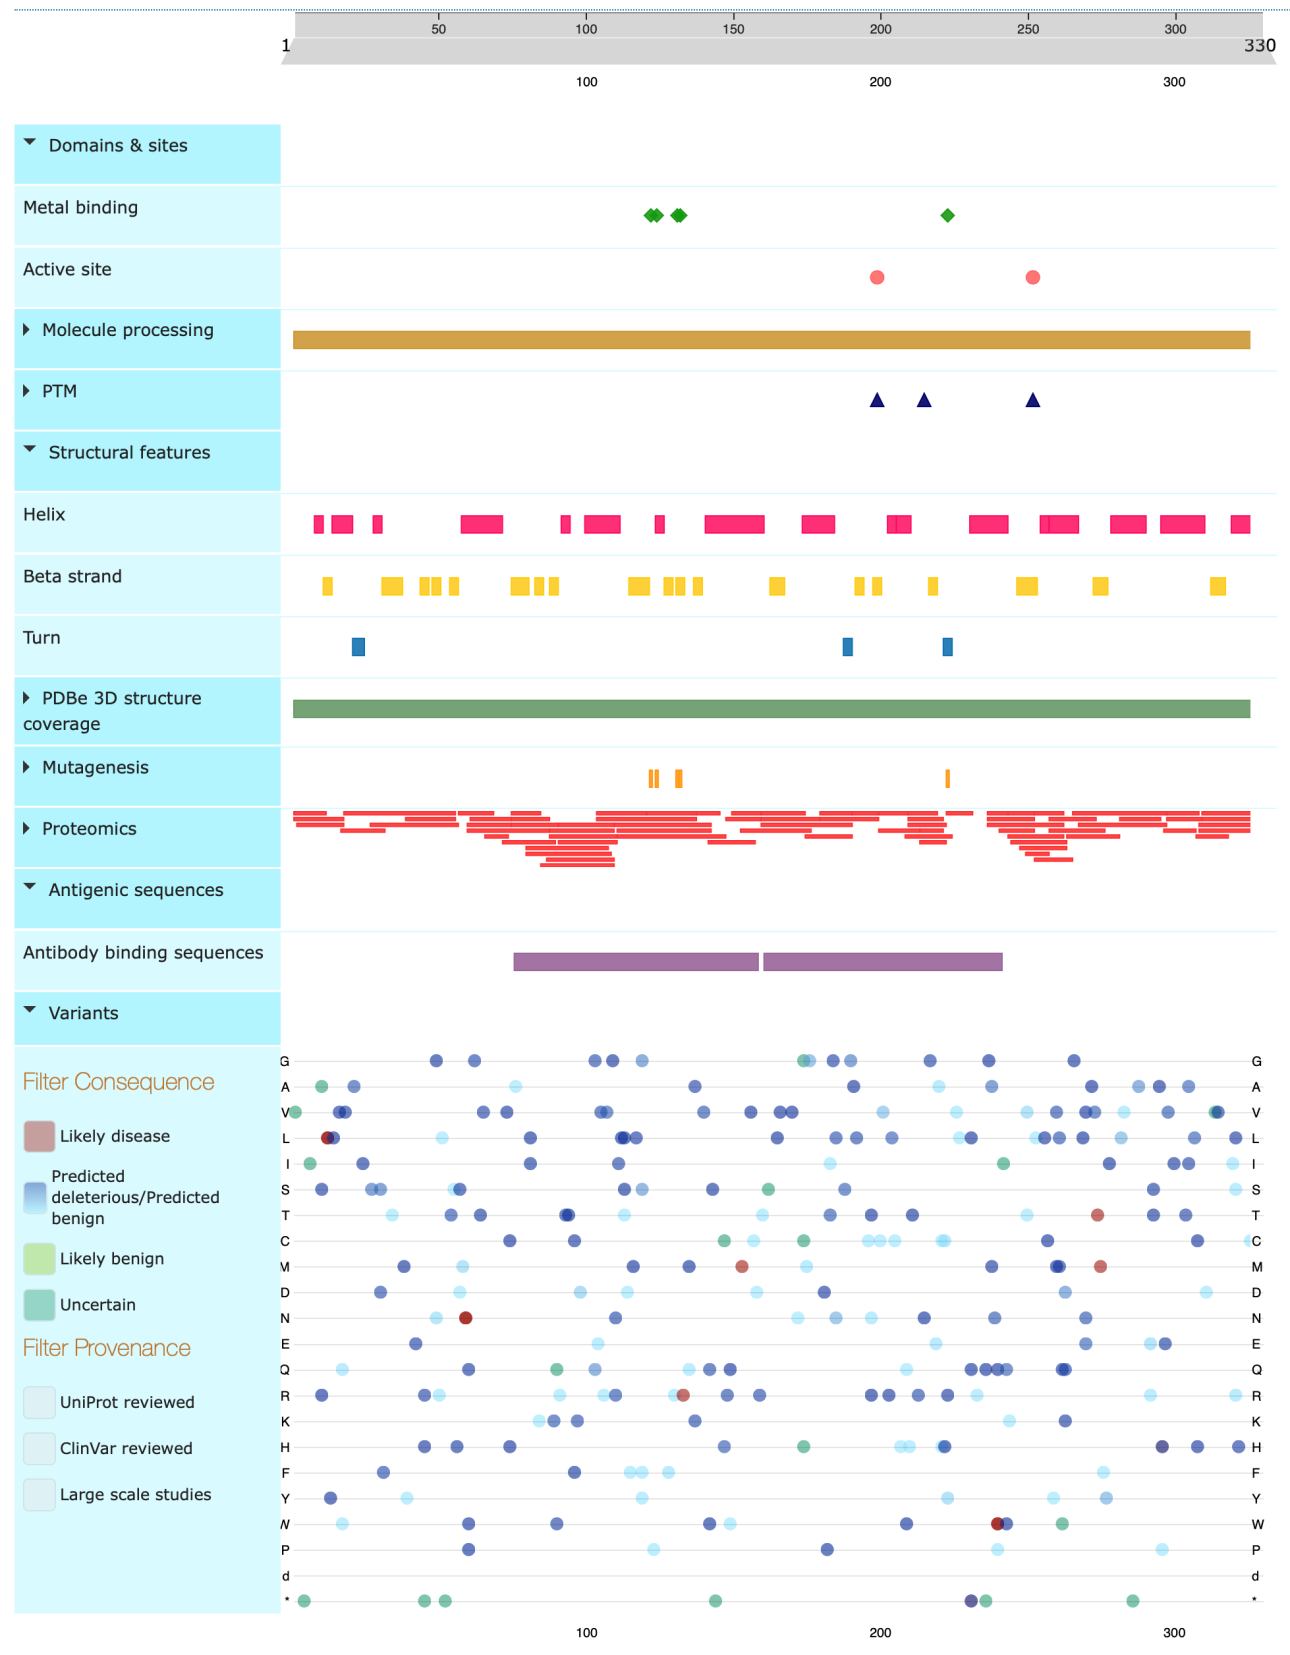 50 100 150 200 250 300
1 330
100 200 300
Domains & sites
Metal binding
Active site
Molecule processing
PTM
Structural features
Helix
Beta strand
Turn
PDBe 3D structure
coverage
Mutagenesis
Proteomics
Antigenic sequences
Antibody binding sequences
Variants
Filter Consequence
Likely disease
Predicted
deleterious/Predicted
benign
Likely benign
Uncertain
Filter Provenance
UniProt reviewed
ClinVar reviewed
Large scale studies
G G
A A
V V
L L
I I
S S
T T
C C
M M
D D
N N
E E
Q Q
R R
K K
H H
F F
Y Y
W W
P P
d d
* *
100 200 300